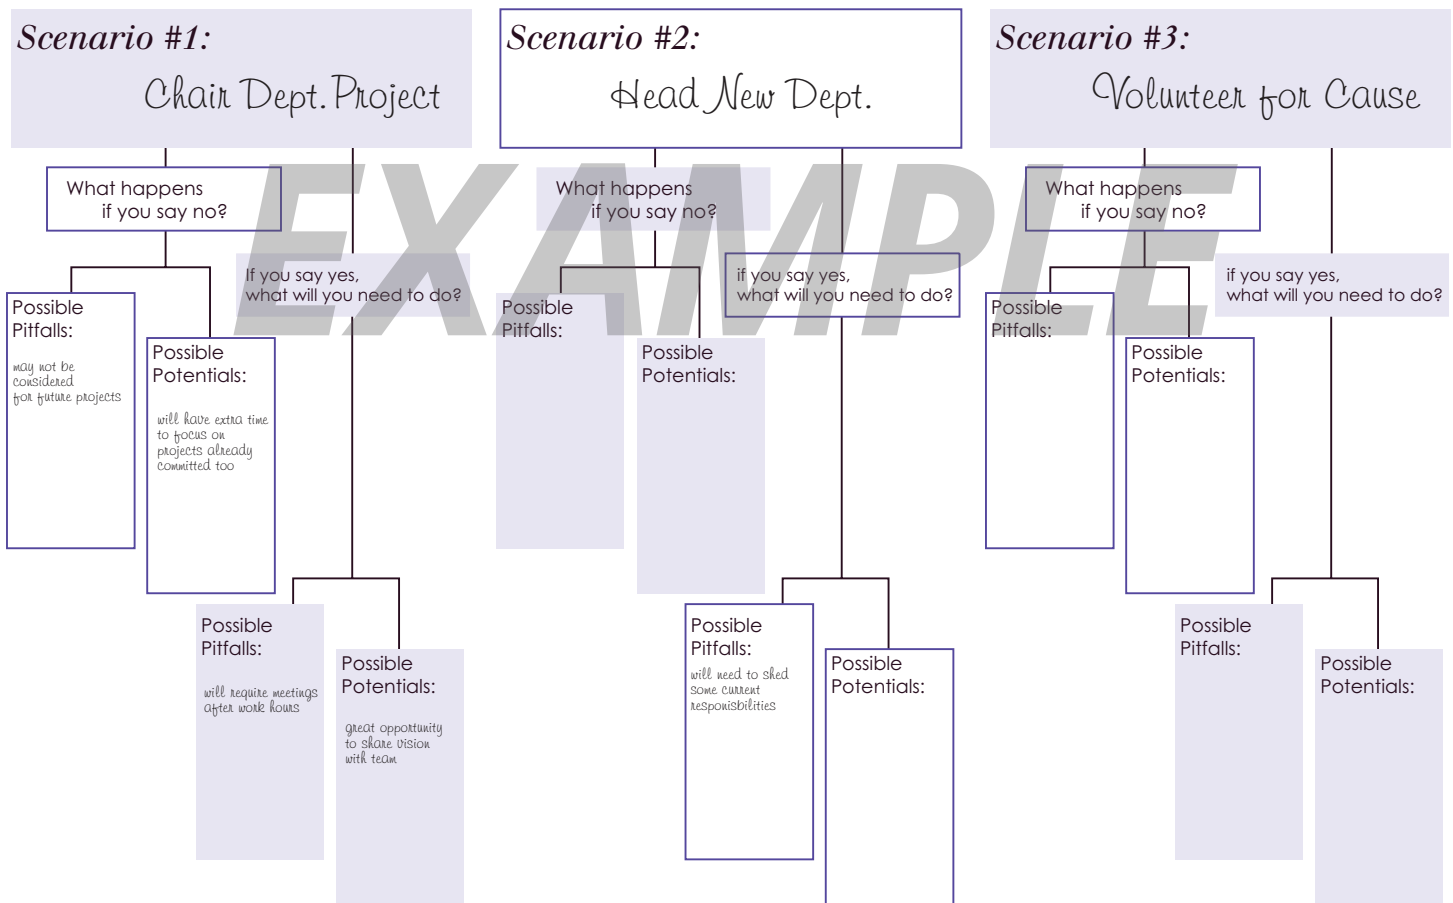 Scenario #1:
Chair Dept. Project
What happens
if you say no?
If you say yes,
what will you need to do?
Possible
Pitfalls:
may not be
considered
for future projects
Possible
Potentials:
will have extra time
to focus on
projects already
committed too
Possible
Pitfalls:
will require meetings
after work hours
Possible
Potentials:
great opportunity
to share vision
with team
Scenario #2:
Head New Dept.
What happens
if you say no?
if you say yes,
what will you need to do?
Possible
Pitfalls:
Possible
Potentials:
Possible
Pitfalls:
will need to shed
some current
responisbilities
Possible
Potentials:
Scenario #3:
Volunteer for Cause
What happens
if you say no?
if you say yes,
what will you need to do?
Possible
Pitfalls:
Possible
Potentials:
Possible
Pitfalls:
Possible
Potentials:
EXAMPLE